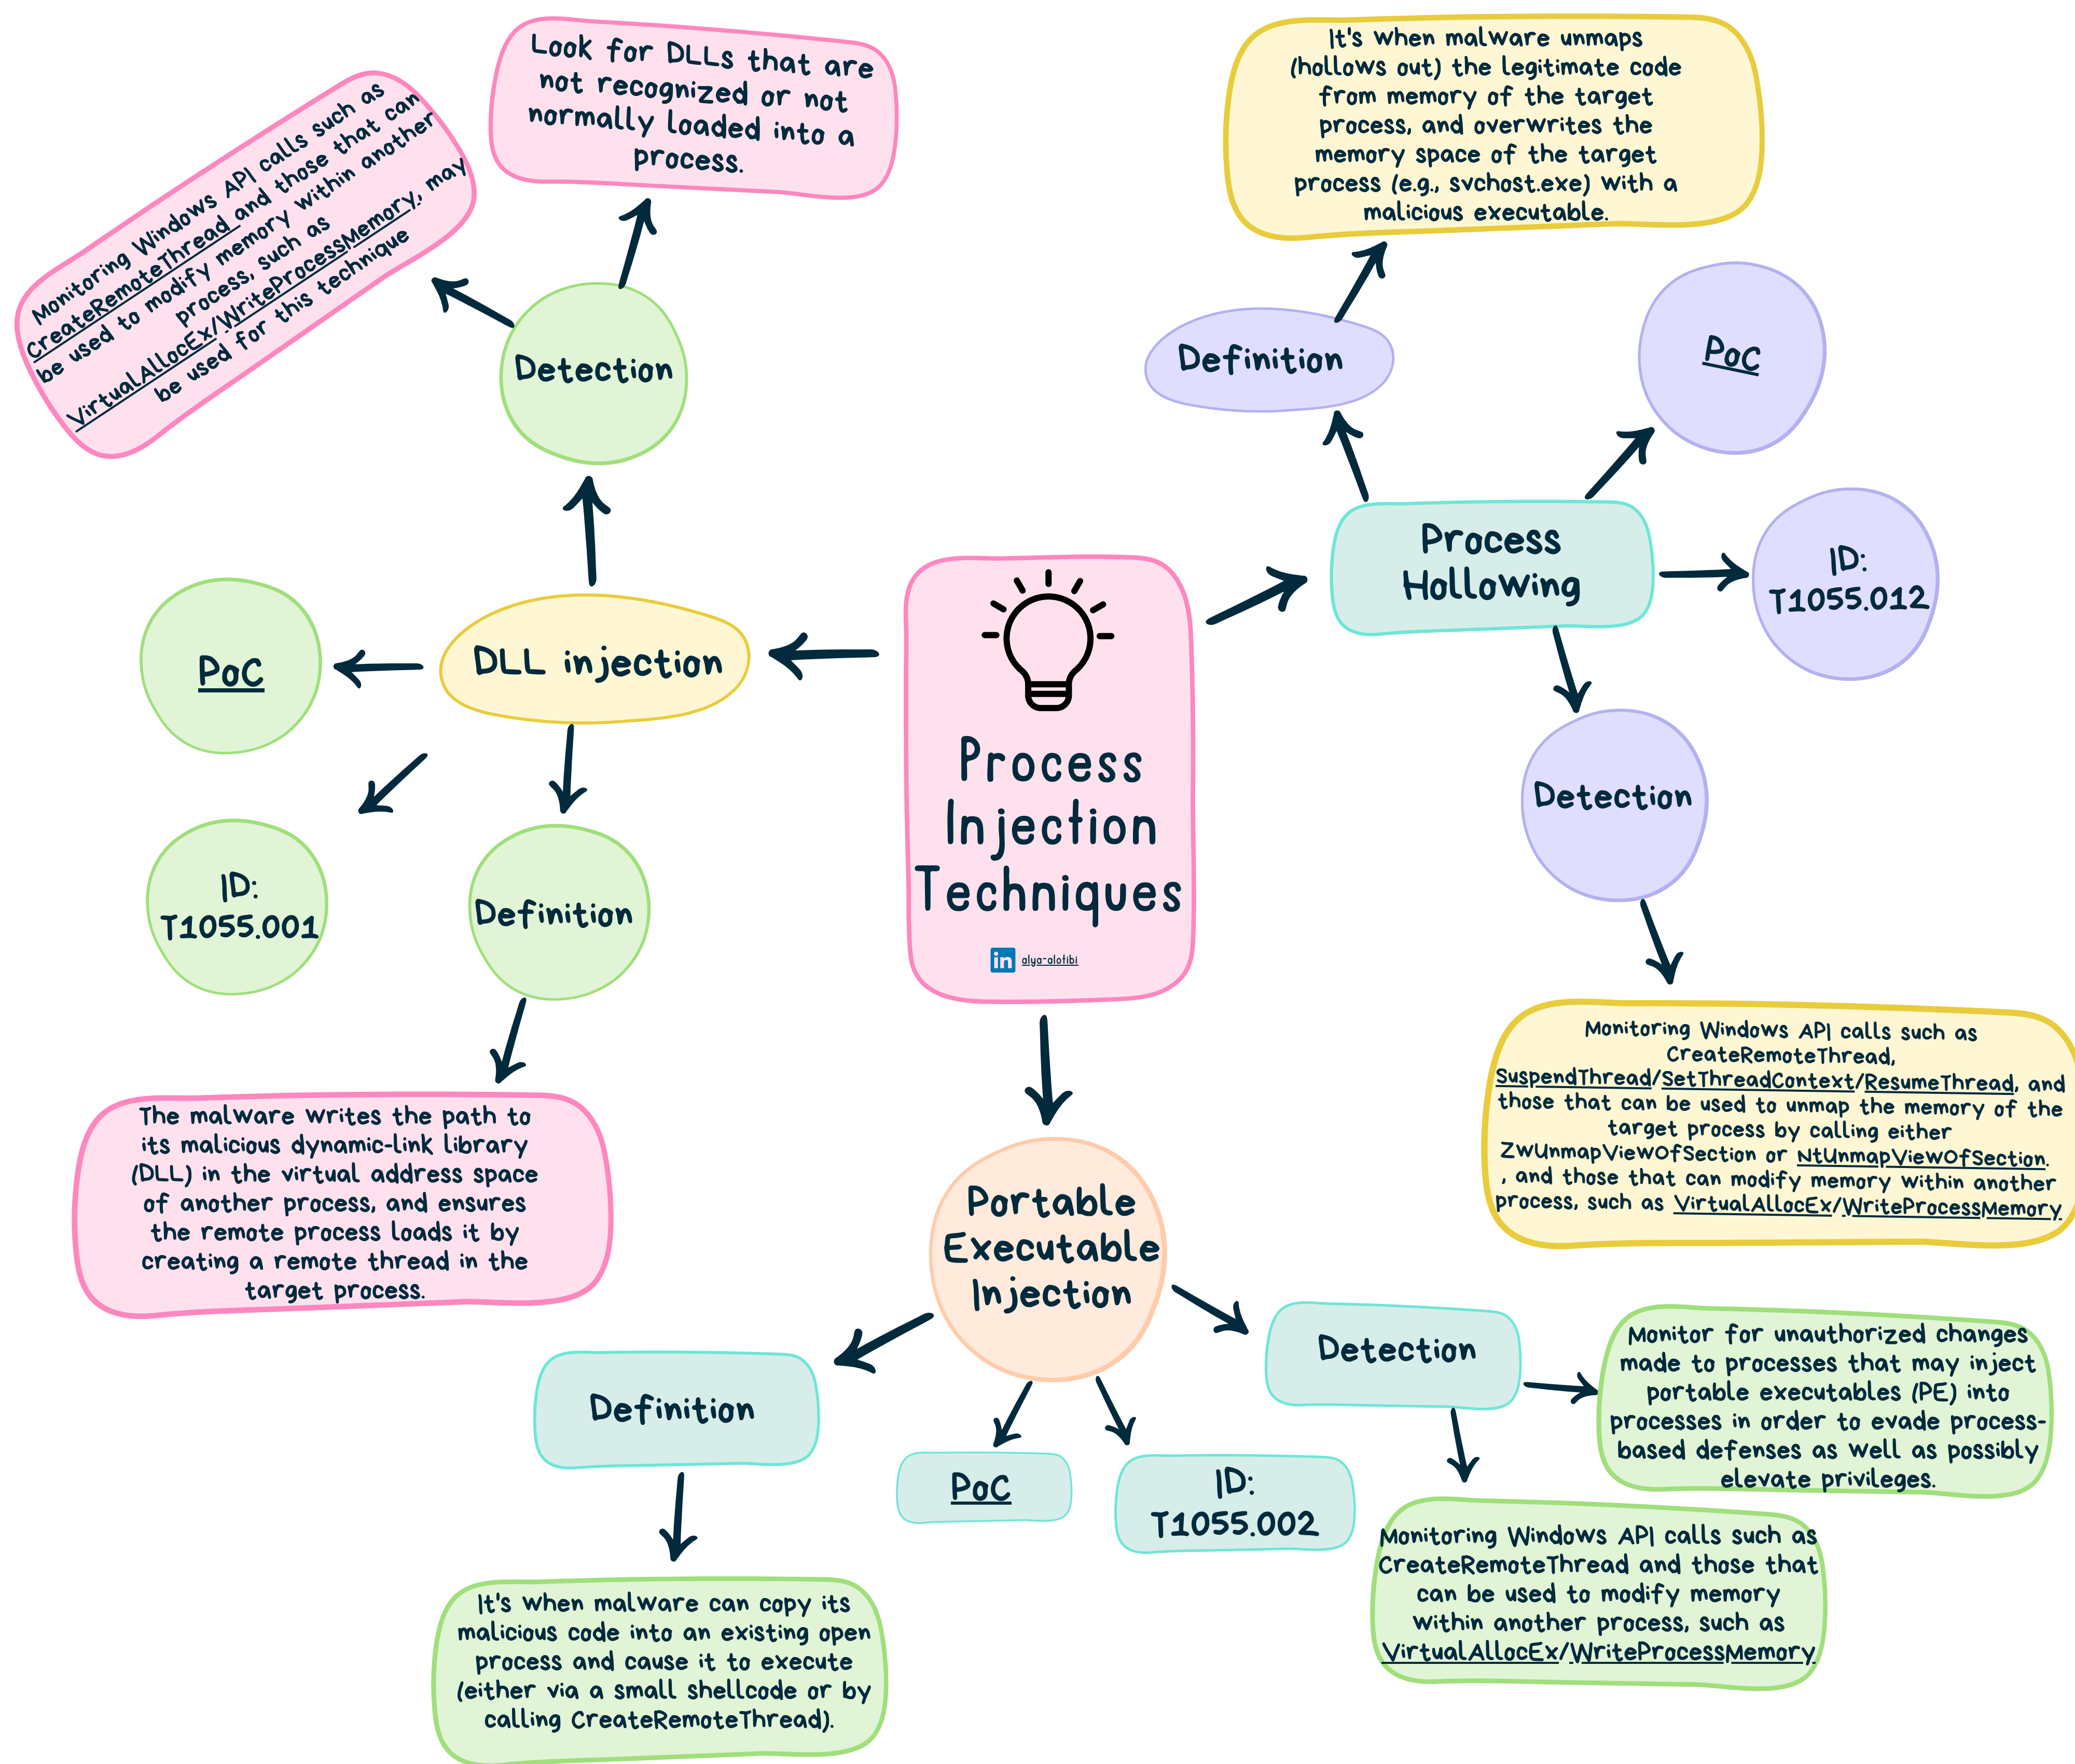 Look for DLLs that are
not recognized or not
normally loaded into a
process.
Monitoring Windows API calls such as
CreateRemoteThread and those that can
be used to modify memory within another
process, such as
VirtualAllocEx/WriteProcessMemory, may
be used for this technique
Detection
DLL injection
PoC
ID:
T1055.001
Definition
The malware writes the path to
its malicious dynamic-link library
(DLL) in the virtual address space
of another process, and ensures
the remote process loads it by
creating a remote thread in the
target process.
Process
Injection
Techniques
in alya-alotibi
It's when malware unmaps
(hollows out) the legitimate code
from memory of the target
process, and overwrites the
memory space of the target
process (e.g., svchost.exe) with a
malicious executable.
Definition
PoC
Process
Hollowing
ID:
T1055.012
Detection
Monitoring Windows API calls such as
CreateRemoteThread,
SuspendThread/SetThreadContext/ResumeThread, and
those that can be used to unmap the memory of the
target process by calling either
ZwUnmapViewOfSection or NtUnmapViewOfSection.
, and those that can modify memory within another
process, such as VirtualAllocEx/WriteProcessMemory
Portable
Executable
Injection
Definition
It's when malware can copy its
malicious code into an existing open
process and cause it to execute
(either via a small shellcode or by
calling CreateRemoteThread).
PoC
ID:
T1055.002
Detection
Monitor for unauthorized changes
made to processes that may inject
portable executables (PE) into
processes in order to evade process-
based defenses as well as possibly
elevate privileges.
Monitoring Windows API calls such as
CreateRemoteThread and those that
can be used to modify memory
within another process, such as
VirtualAllocEx/WriteProcessMemory